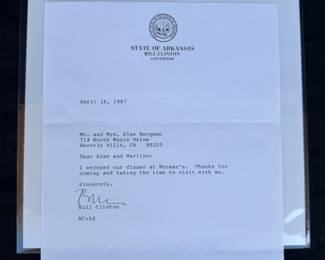 STATE OF ARKANSAS
BILL CLINTON
GOVERNOR
April 16, 1987
Mr. and Mrs. Alan Bergman
714 North Maple Drive
Beverly Hills, CA 90210
Dear Alan and Marilyn:
I enjoyed our dinner at Norman's. Thanks for
coming and taking the time to visit with me.
Sincerely,
Bill
Bill Clinton
BC:ld